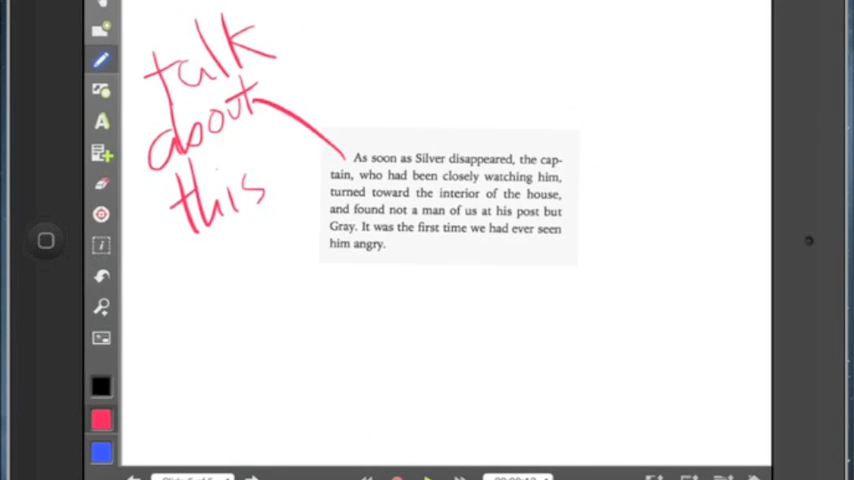 talk
about
this
As soon as Silver disappeared, the cap-
tain, who had been closely watching him,
turned toward the interior of the house,
and found not a man of us at his post but
Gray. It was the first time we had ever seen
him angry.
A
i